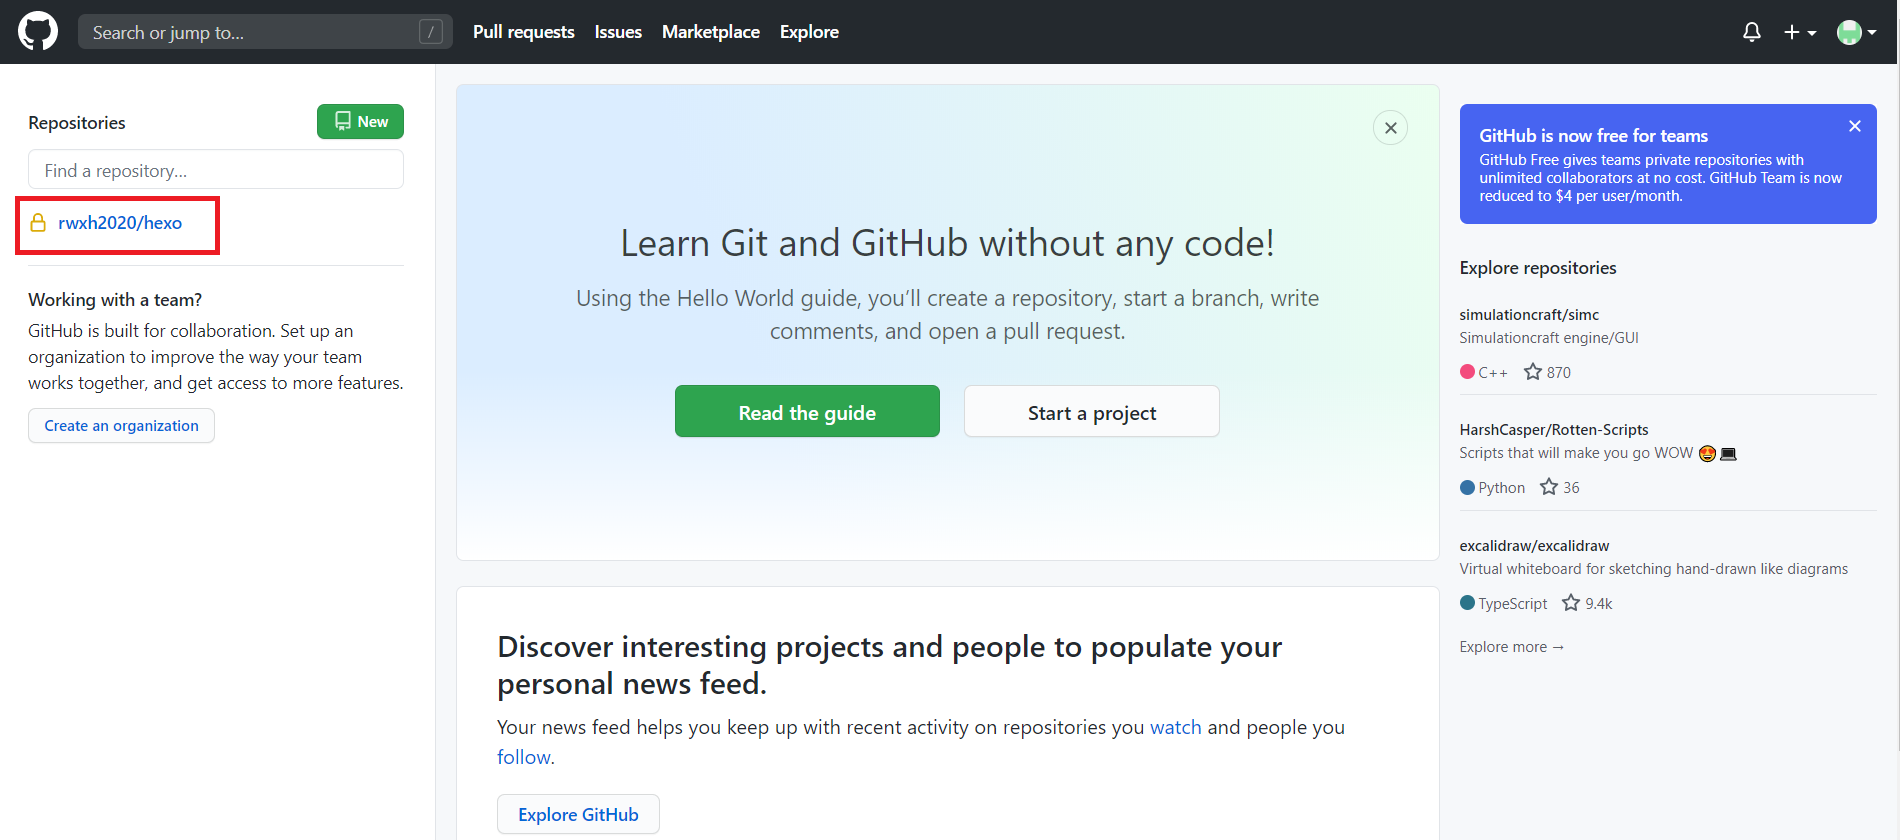 Search or jump to...
/
Pull requests
Issues
Marketplace
Explore
Repositories
New
Find a repository...
rwxh2020/hexo
Working with a team?
GitHub is built for collaboration. Set up an
organization to improve the way your team
works together, and get access to more features.
Create an organization
Learn Git and GitHub without any code!
Using the Hello World guide, you’ll create a repository, start a branch, write
comments, and open a pull request.
Read the guide
Start a project
Discover interesting projects and people to populate your
personal news feed.
Your news feed helps you keep up with recent activity on repositories you watch and people you
follow.
Explore GitHub
GitHub is now free for teams
GitHub Free gives teams private repositories with
unlimited collaborators at no cost. GitHub Team is now
reduced to $4 per user/month.
Explore repositories
simulationcraft/simc
Simulationcraft engine/GUI
C++ 870
HarshCasper/Rotten-Scripts
Scripts that will make you go WOW 😍💻
Python 36
excalidraw/excalidraw
Virtual whiteboard for sketching hand-drawn like diagrams
TypeScript 9.4k
Explore more →